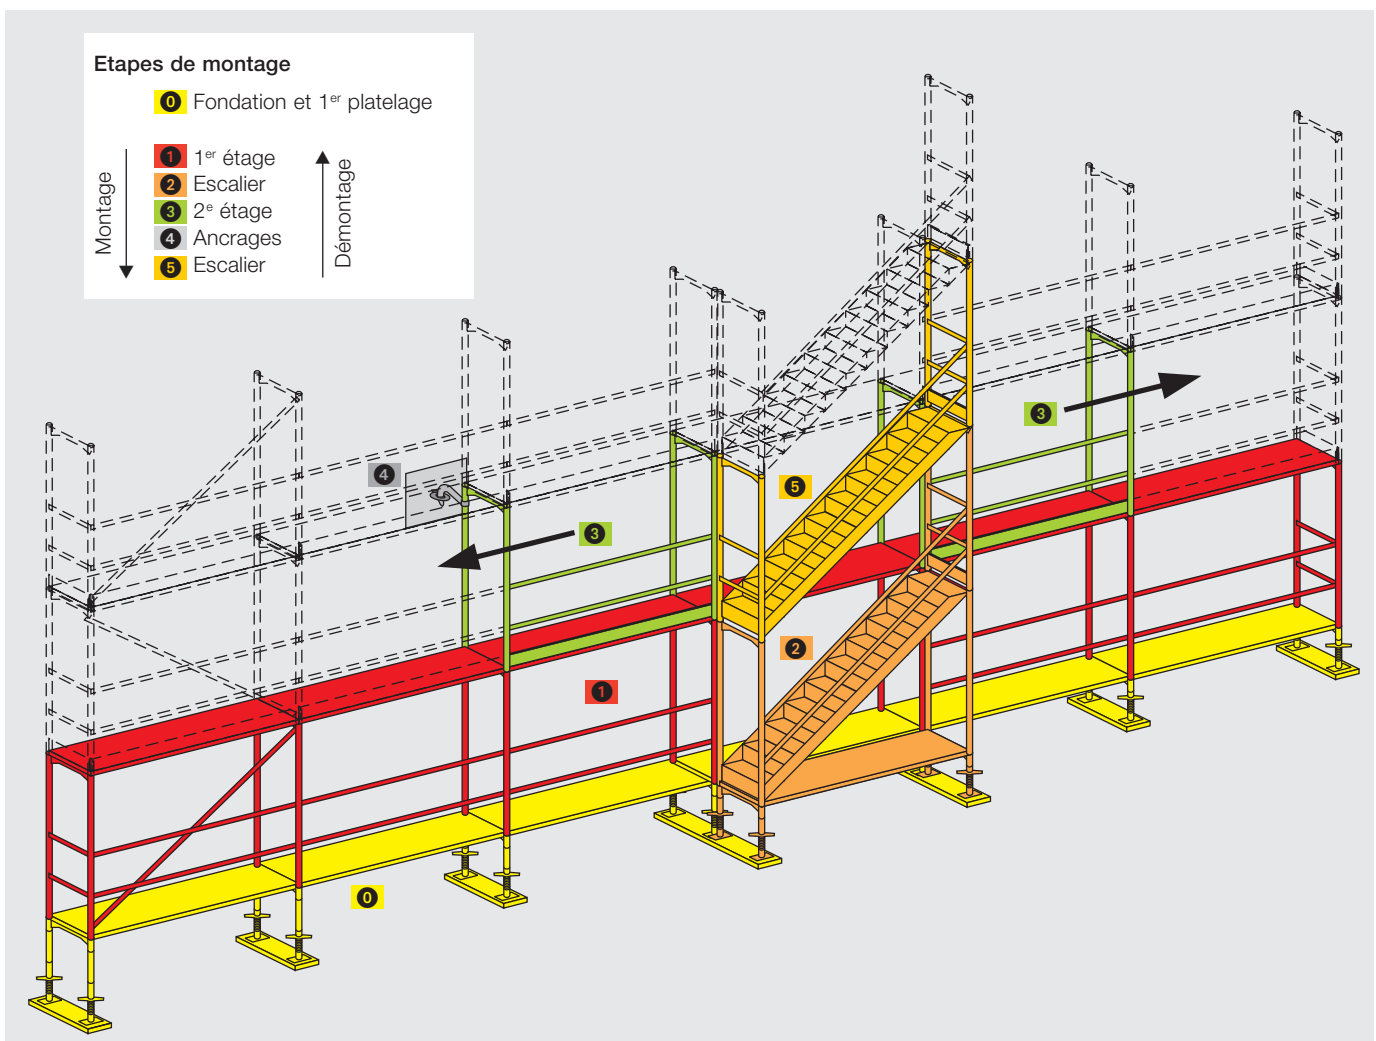 Etapes de montage
0 Fondation et 1er platelage
Montage
1 1er étage
2 Escalier
3 2e étage
4 Ancrages
5 Escalier
Démontage
3
4
5
3
2
1
0